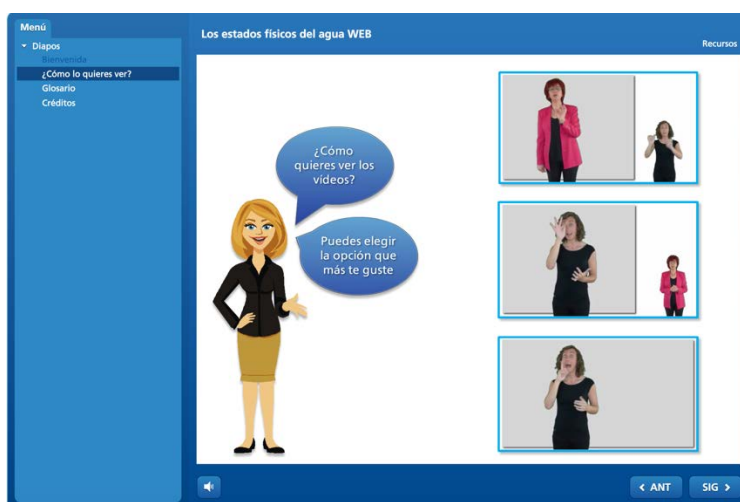 Menú
Diapos
Bienvenida
¿Cómo lo quieres ver?
Glosario
Créditos
Los estados físicos del agua WEB
Recursos
¿Cómo
quieres ver los
vídeos?
Puedes elegir
la opción que
más te guste
< ANT
SIG >